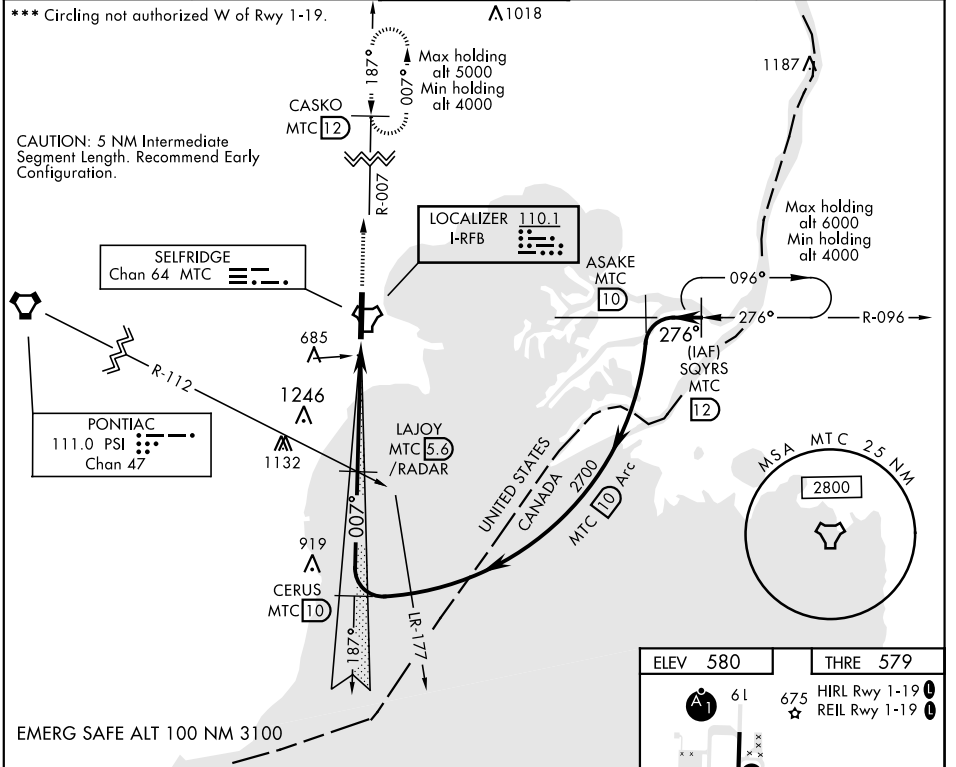 *** Circling not authorized W of Rwy 1-19.
1018
187°
007°
Max holding
alt 5000
Min holding
alt 4000
1187
CASKO
MTC 12
CAUTION: 5 NM Intermediate
Segment Length. Recommend Early
Configuration.
R-007
LOCALIZER 110.1
I-RFB
Max holding
alt 6000
Min holding
alt 4000
SELFRIDGE
Chan 64 MTC
ASAKE
MTC
10
096°
276°
R-096
276°
(IAF)
SQYRS
MTC
12
685
R-112
1246
1132
PONTIAC
111.0 PSI
Chan 47
LAJOY
MTC 5.6
/RADAR
007°
UNITED STATES
CANADA
2700
MTC 10 Arc
MSA MTC 25 NM
2800
919
CERUS
MTC 10
187°
LR-177
ELEV 580
THRE 579
A1
19
675
HIRL Rwy 1-19 L
REIL Rwy 1-19 L
EMERG SAFE ALT 100 NM 3100